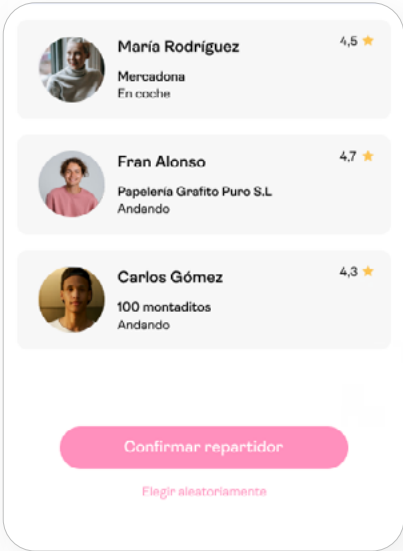 María Rodríguez
4,5
Mercadona
En coche
Fran Alonso
4,7
Papelería Grafito Puro S.L
Andando
Carlos Gómez
4,3
100 montaditos
Andando
Confirmar repartidor
Elegir aleatoriamente